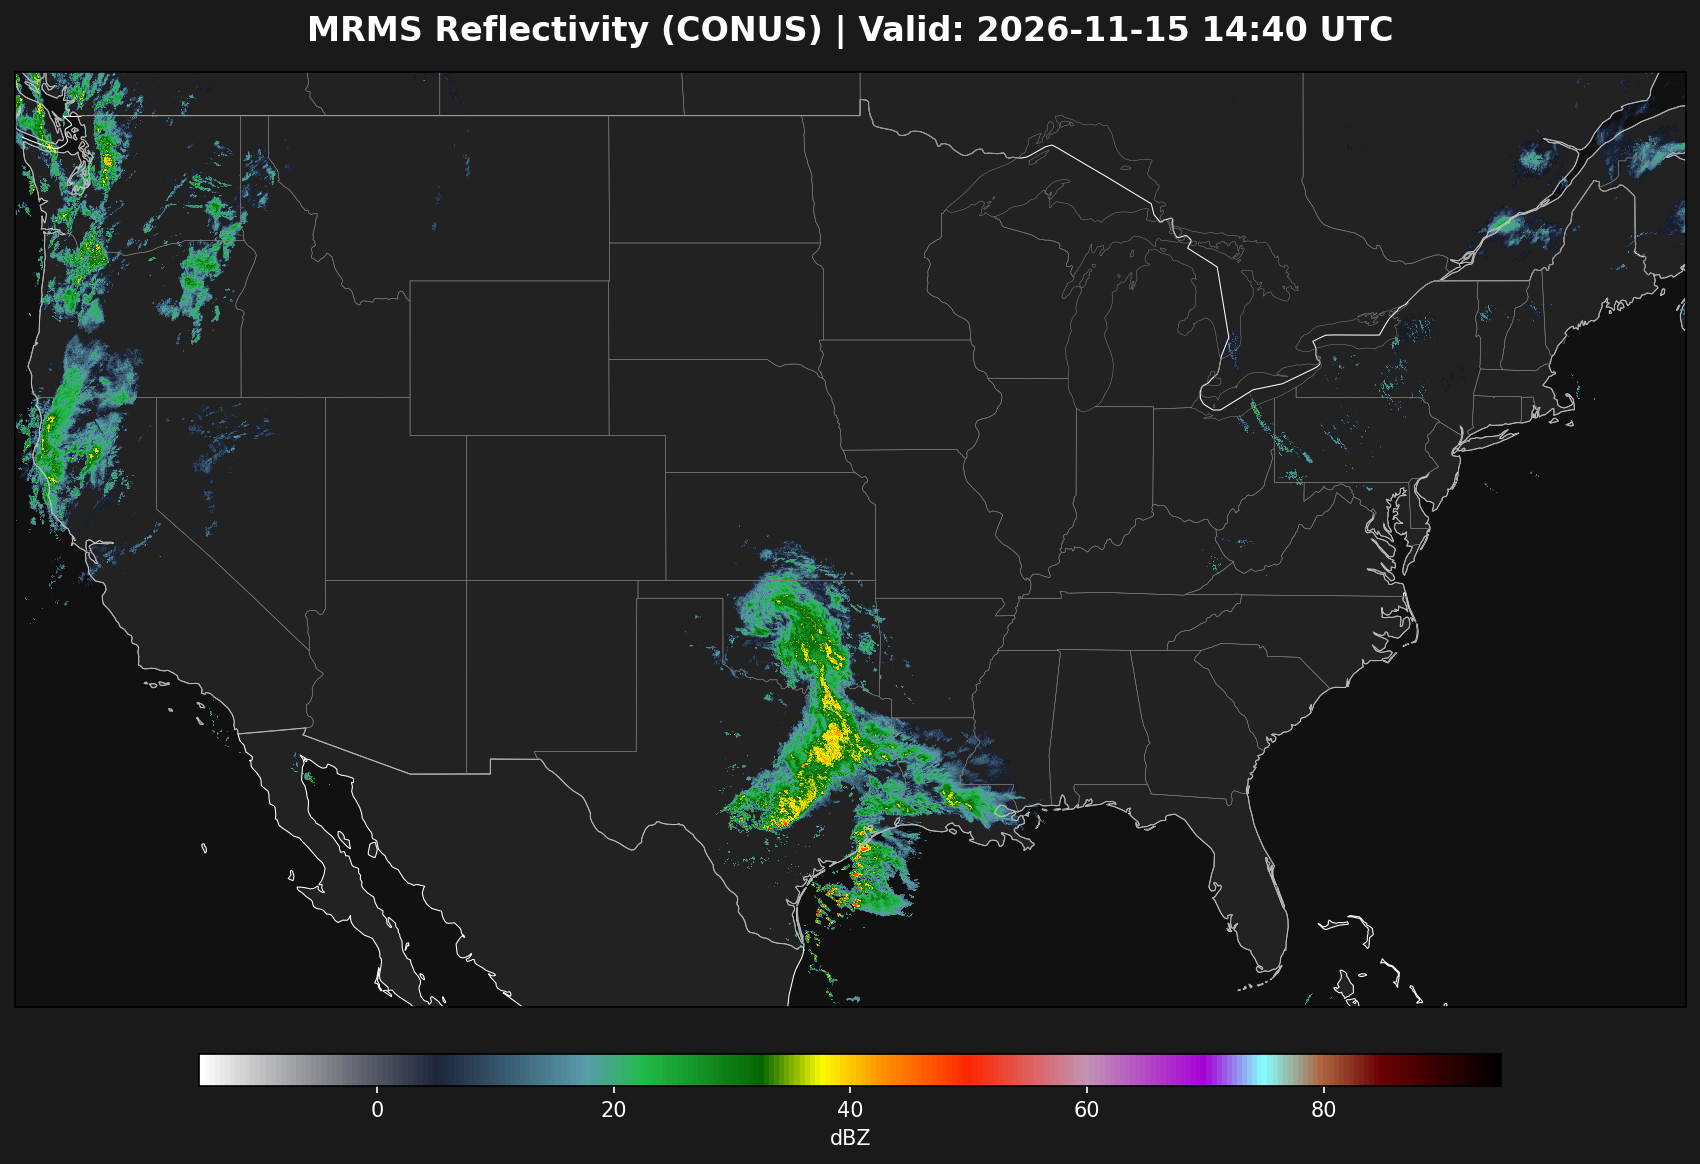 MRMS Reflectivity (CONUS) | Valid: 2026-11-15 14:40 UTC
0 20 40 60 80
dBZ